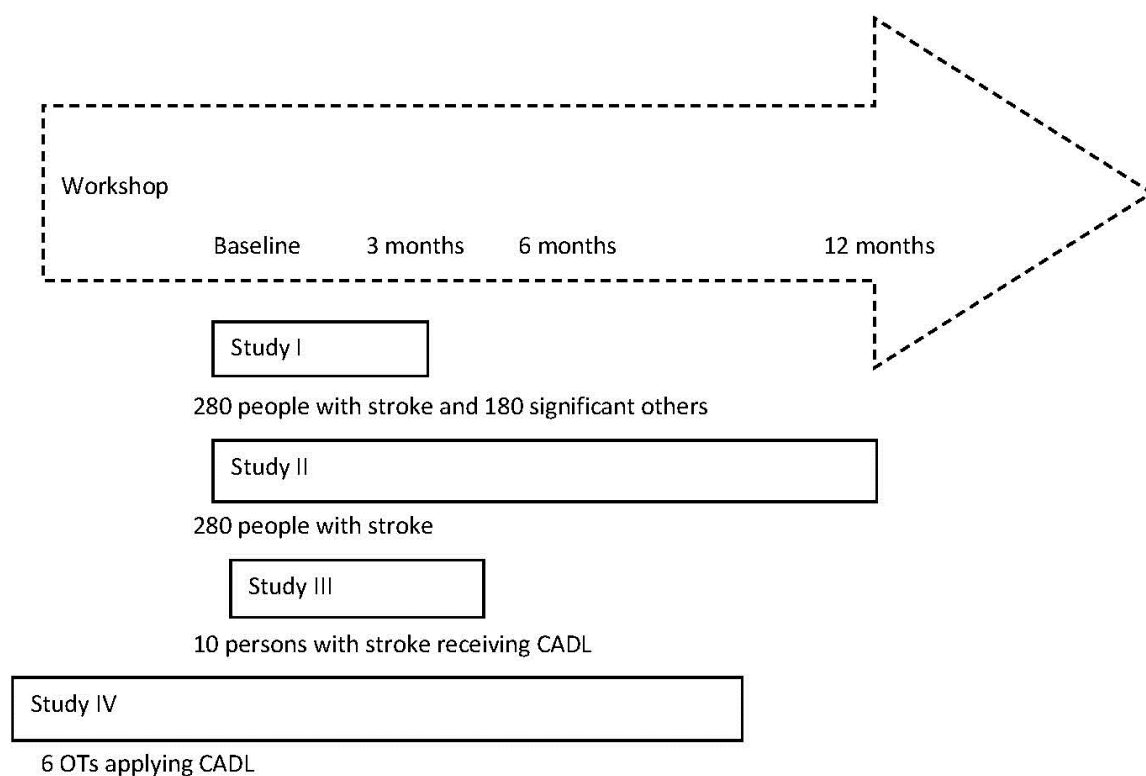 Workshop
Baseline 3 months 6 months 12 months
Study I
280 people with stroke and 180 significant others
Study II
280 people with stroke
Study III
10 persons with stroke receiving CADL
Study IV
6 OTs applying CADL